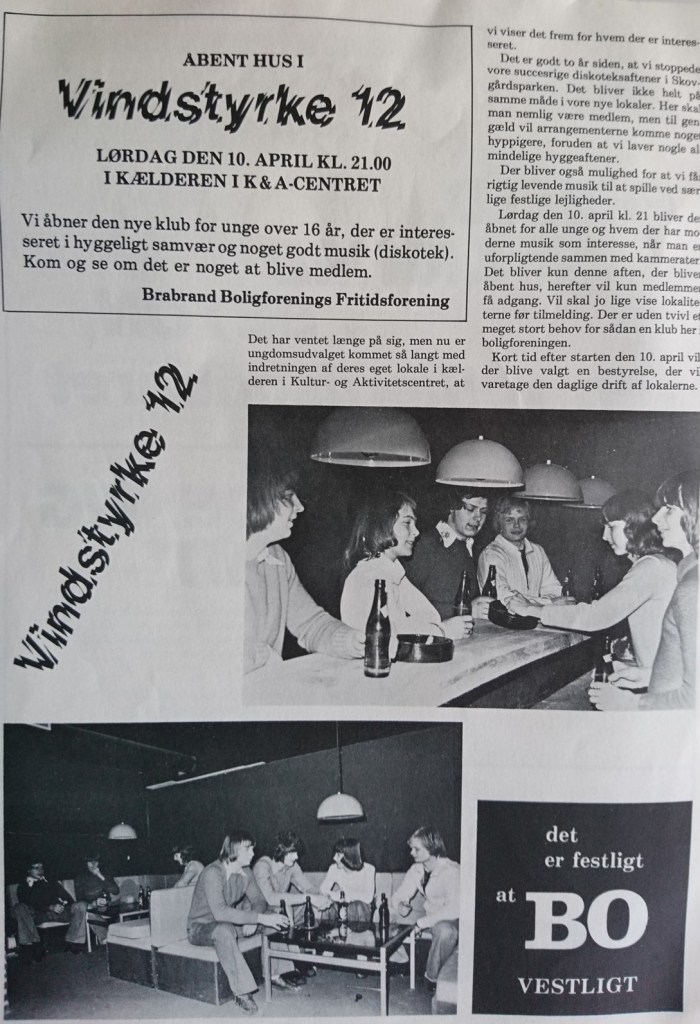 ABENT HUS I
Vindstyrke 12
LØRDAG DEN 10. APRIL KL. 21.00
I KÆLDEREN I K & A-CENTRET
Vi åbner den nye klub for unge over 16 år, der er interes-
seret i hyggeligt samvær og noget godt musik (diskotek).
Kom og se om det er noget at blive medlem.
Brabrand Boligforenings Fritidsforening
Det har ventet længe på sig, men nu er
ungdomsudvalget kommet så langt med
indretningen af deres eget lokale i kæl-
deren i Kultur- og Aktivitetscentret, at
vi viser det frem for hvem der er interes-
seret.
Det er godt to år siden, at vi stoppede
vore succesrige diskoteksaftener i Skov-
gårdsparken. Det bliver ikke helt på
samme måde i vore nye lokaler. Her skal
man nemlig være medlem, men til gen-
gæld vil arrangementerne komme noget
hyppigere, foruden at vi laver nogle al-
mindelige hyggeaftener.
Der bliver også mulighed for at vi få
rigtig levende musik til at spille ved sær-
lige festlige lejligheder.
Lørdag den 10. april kl. 21 bliver de
åbnet for alle unge og hvem der har mo-
derne musik som interesse, når man e
uforpligtende sammen med kammerater
Det bliver kun denne aften, der blive
åbent hus, herefter vil kun medlemme
få adgang. Vil skal jo lige vise lokalite-
terne før tilmelding. Der er uden tvivl et
meget stort behov for sådan en klub her i
boligforeningen.
Kort tid efter starten den 10. april vil
der blive valgt en bestyrelse, der vi
varetage den daglige drift af lokalerne.
Vindstyrke 12
det
er festligt
at BO
VESTLIGT